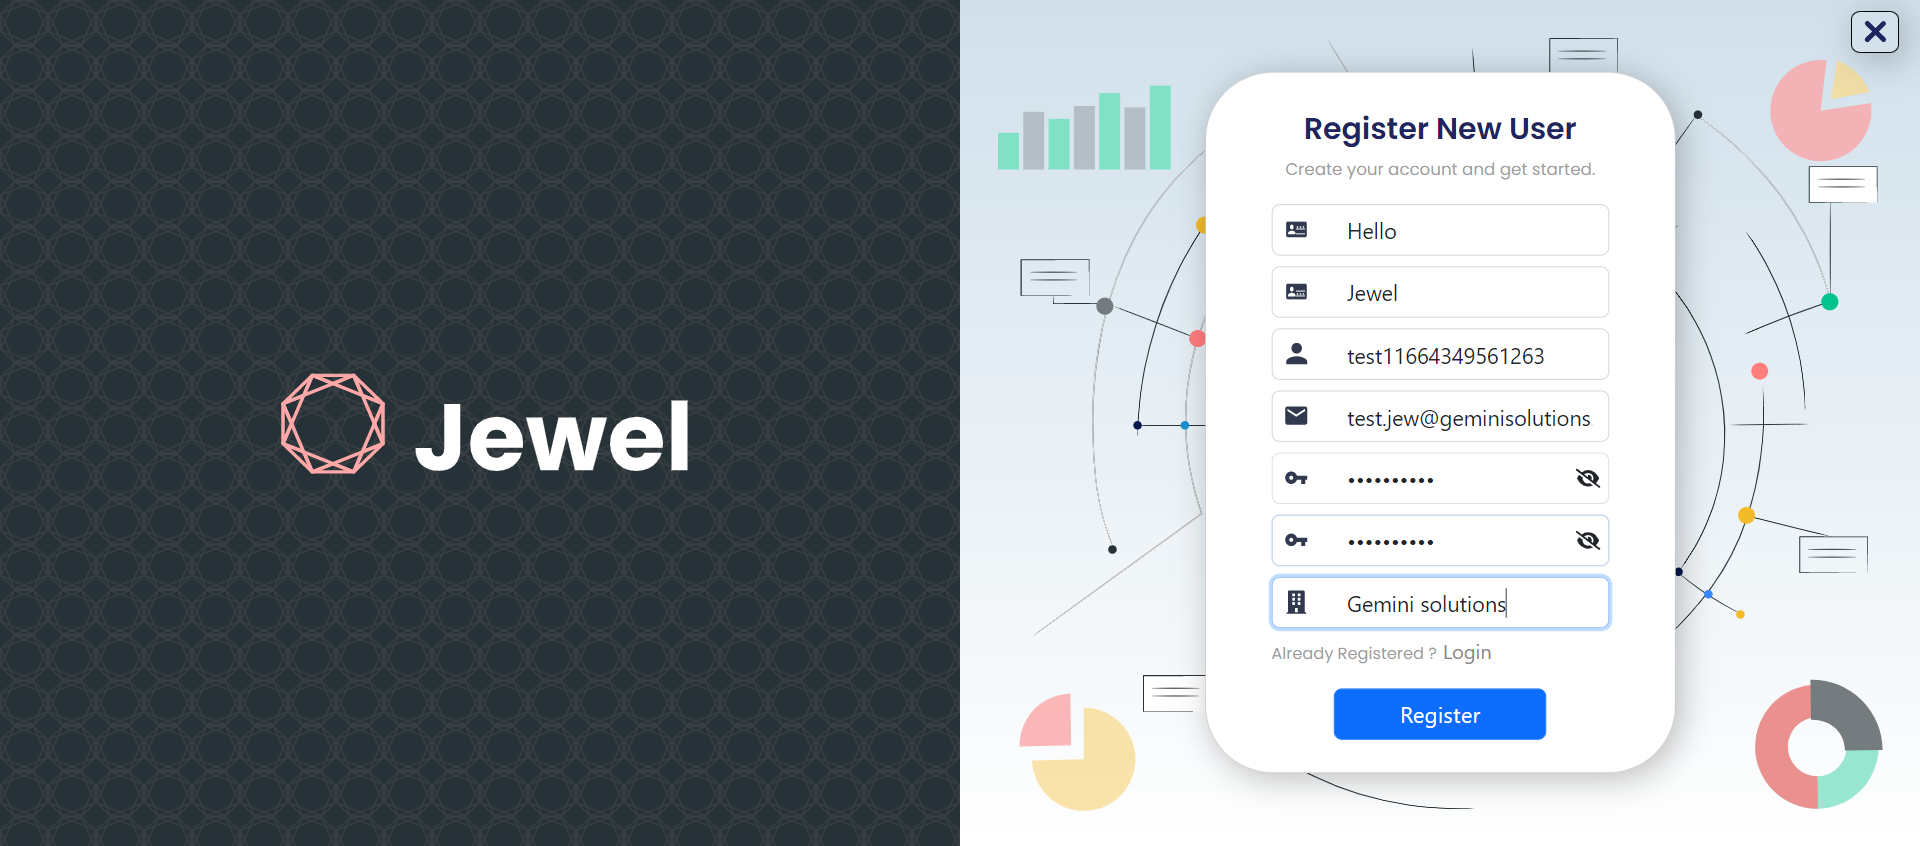 Jewel
Register New User
Create your account and get started.
Hello
Jewel
test11664349561263
test.jew@geminisolutions
••••••••••
••••••••••
Gemini solutions
Already Registered ? Login
Register